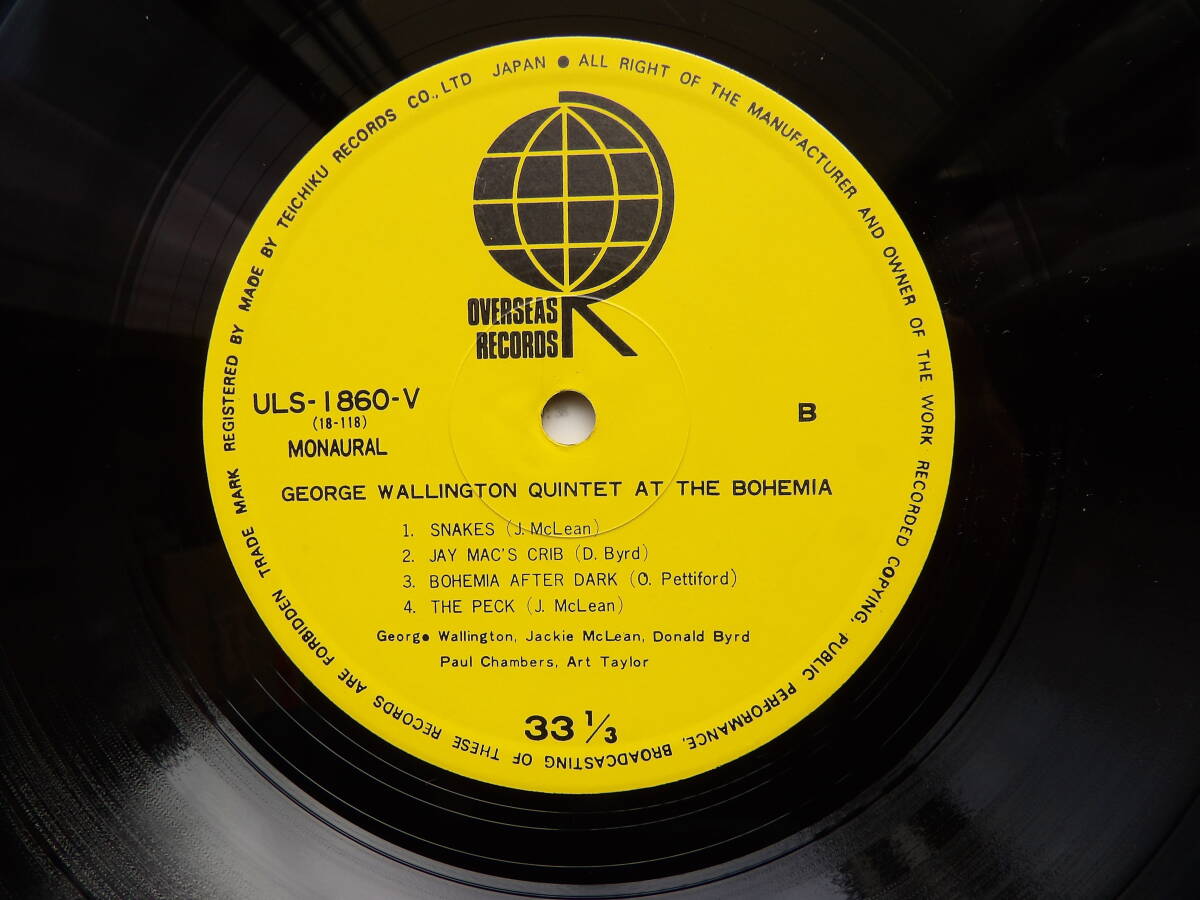 TRADE MARK REGISTERED BY MADE BY TEICHIKU RECORDS CO., LTD JAPAN ● ALL RIGHT OF THE MANUFACTURER AND OWNER OF THE WORK RECORDED COPYING, PUBLIC PERFORMANCE, BROADCASTING OF THESE RECORDS ARE FORBIDDEN
OVERSEAS
RECORDS
ULS-1860-V
(18-118)
MONAURAL
B
GEORGE WALLINGTON QUINTET AT THE BOHEMIA
1. SNAKES (J. McLean)
2. JAY MAC'S CRIB (D. Byrd)
3. BOHEMIA AFTER DARK (O. Pettiford)
4. THE PECK (J. McLean)
George Wallington, Jackie McLean, Donald Byrd
Paul Chambers, Art Taylor
33 1/3